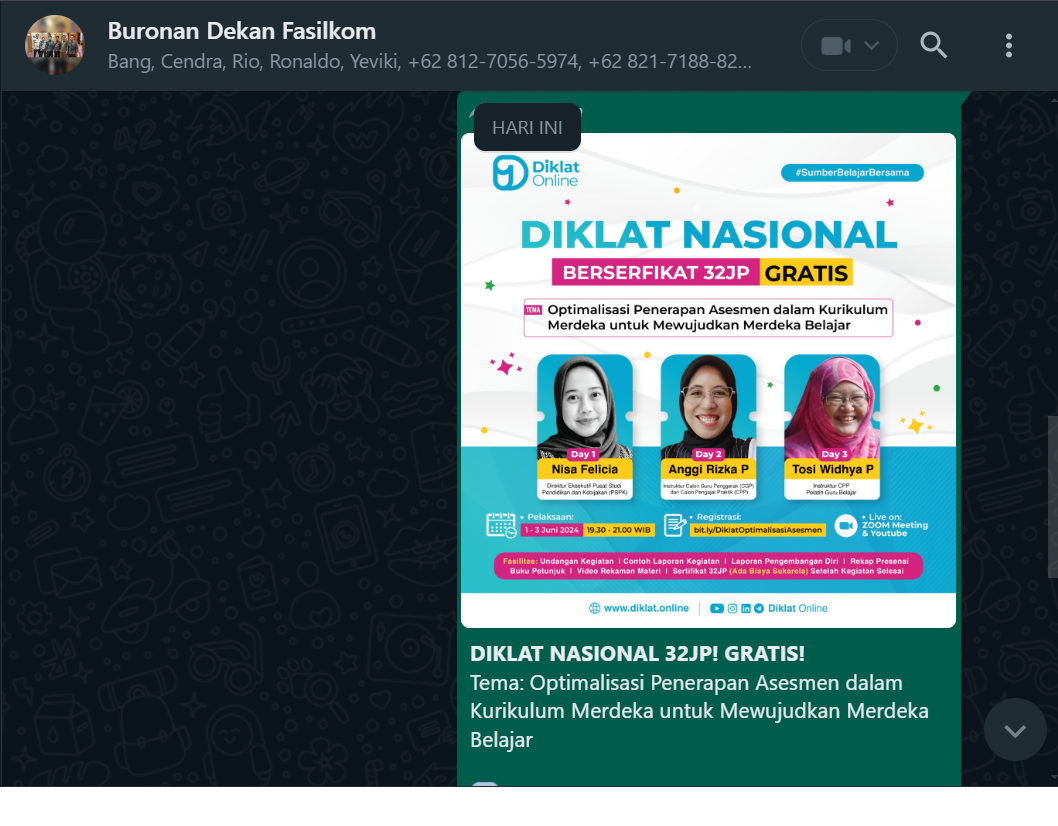 Buronan Dekan Fasilkom
Bang, Cendra, Rio, Ronaldo, Yeviki, +62 812-7056-5974, +62 821-7188-82...
HARI INI
Diklat
Online
#SumberBelajarBersama
DIKLAT NASIONAL
BERSERFIKAT 32JP GRATIS
TEMA Optimalisasi Penerapan Asesmen dalam Kurikulum
Merdeka untuk Mewujudkan Merdeka Belajar
Day 1
Nisa Felicia
Direktur Eksekutif Pusat Studi
Pendidikan dan Kebijakan (PSPK)
Day 2
Anggi Rizka P
Instruktur Calon Guru Penggerak (CGP)
dan Calon Pengajar Praktik (CPP)
Day 3
Tosi Widhya P
Instruktur CPP
Pelatih Guru Belajar
• Pelaksaan:
1 - 3 Juni 2024 19.30 - 21.00 WIB
• Registrasi:
bit.ly/DiklatOptimalisasiAsesmen
• Live on:
ZOOM Meeting
& Youtube
Fasilitas: Undangan Kegiatan | Contoh Laporan Kegiatan | Laporan Pengembangan Diri | Rekap Presensi
Buku Potunjuk | Video Rekaman Materi | Sertifikat 32JP (Ada Biaya Sukarela) Setelah Kegiatan Selesai
www.diklat.online
Diklat Online
DIKLAT NASIONAL 32JP! GRATIS!
Tema: Optimalisasi Penerapan Asesmen dalam
Kurikulum Merdeka untuk Mewujudkan Merdeka
Belajar